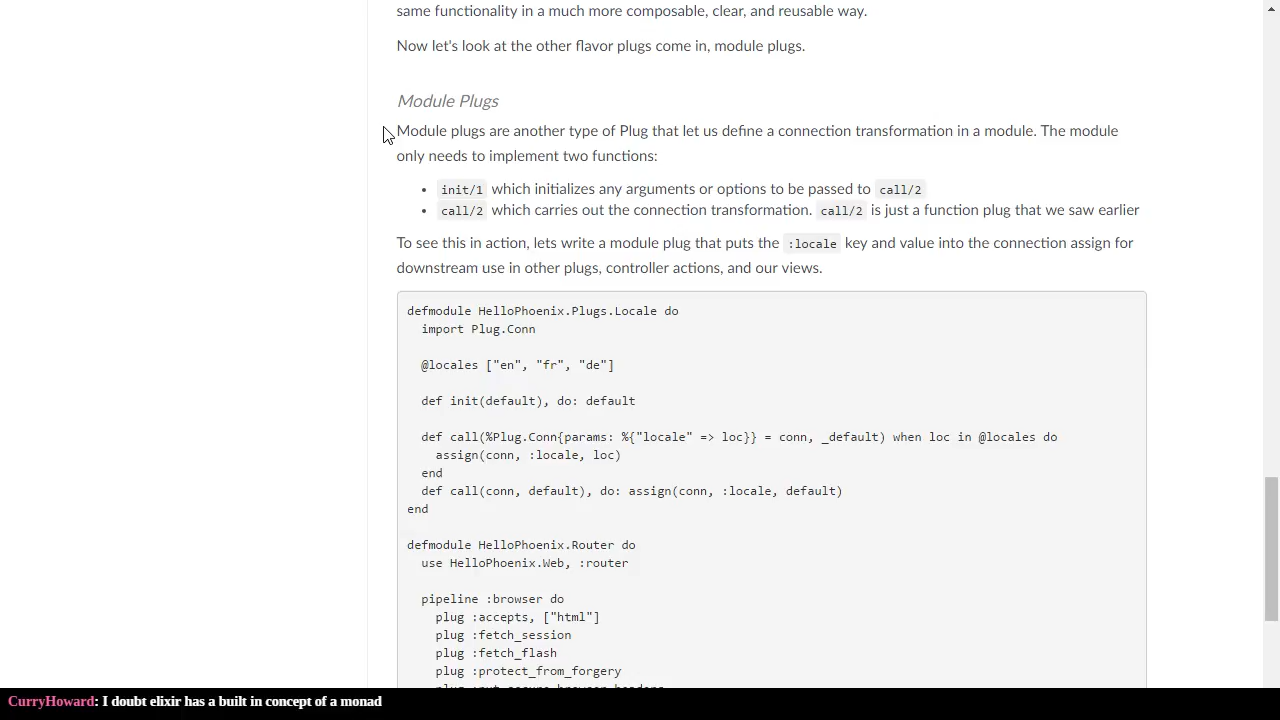 same functionality in a much more composable, clear, and reusable way.
Now let's look at the other flavor plugs come in, module plugs.
Module Plugs
Module plugs are another type of Plug that let us define a connection transformation in a module. The module
only needs to implement two functions:
• init/1 which initializes any arguments or options to be passed to call/2
• call/2 which carries out the connection transformation. call/2 is just a function plug that we saw earlier
To see this in action, lets write a module plug that puts the :locale key and value into the connection assign for
downstream use in other plugs, controller actions, and our views.
defmodule HelloPhoenix.Plugs.Locale do
  import Plug.Conn
  @locales ["en", "fr", "de"]
  def init(default), do: default
  def call(%Plug.Conn{params: %{"locale" => loc}} = conn, _default) when loc in @locales do
    assign(conn, :locale, loc)
  end
  def call(conn, default), do: assign(conn, :locale, default)
end
defmodule HelloPhoenix.Router do
  use HelloPhoenix.Web, :router
  pipeline :browser do
    plug :accepts, ["html"]
    plug :fetch_session
    plug :fetch_flash
    plug :protect_from_forgery
CurryHoward: I doubt elixir has a built in concept of a monad